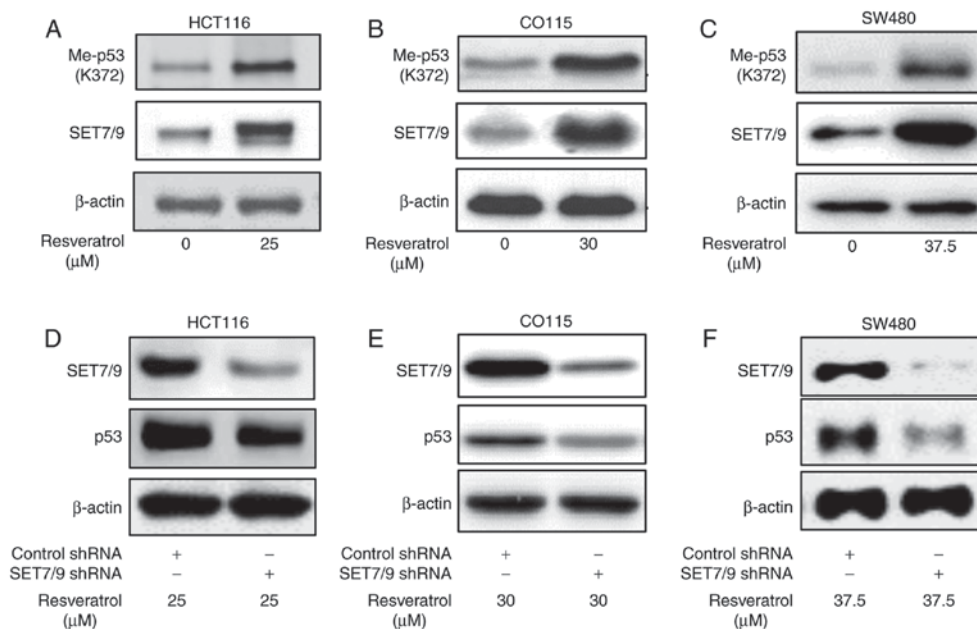 A
HCT116
Me-p53
(K372)
SET7/9
β-actin
Resveratrol
(μM)
0 25
B
CO115
Me-p53
(K372)
SET7/9
β-actin
Resveratrol
(μM)
0 30
C
SW480
Me-p53
(K372)
SET7/9
β-actin
Resveratrol
(μM)
0 37.5
D
HCT116
SET7/9
p53
β-actin
Control shRNA + –
SET7/9 shRNA – +
Resveratrol 25 25
(μM)
E
CO115
SET7/9
p53
β-actin
Control shRNA + –
SET7/9 shRNA – +
Resveratrol 30 30
(μM)
F
SW480
SET7/9
p53
β-actin
Control shRNA + –
SET7/9 shRNA – +
Resveratrol 37.5 37.5
(μM)